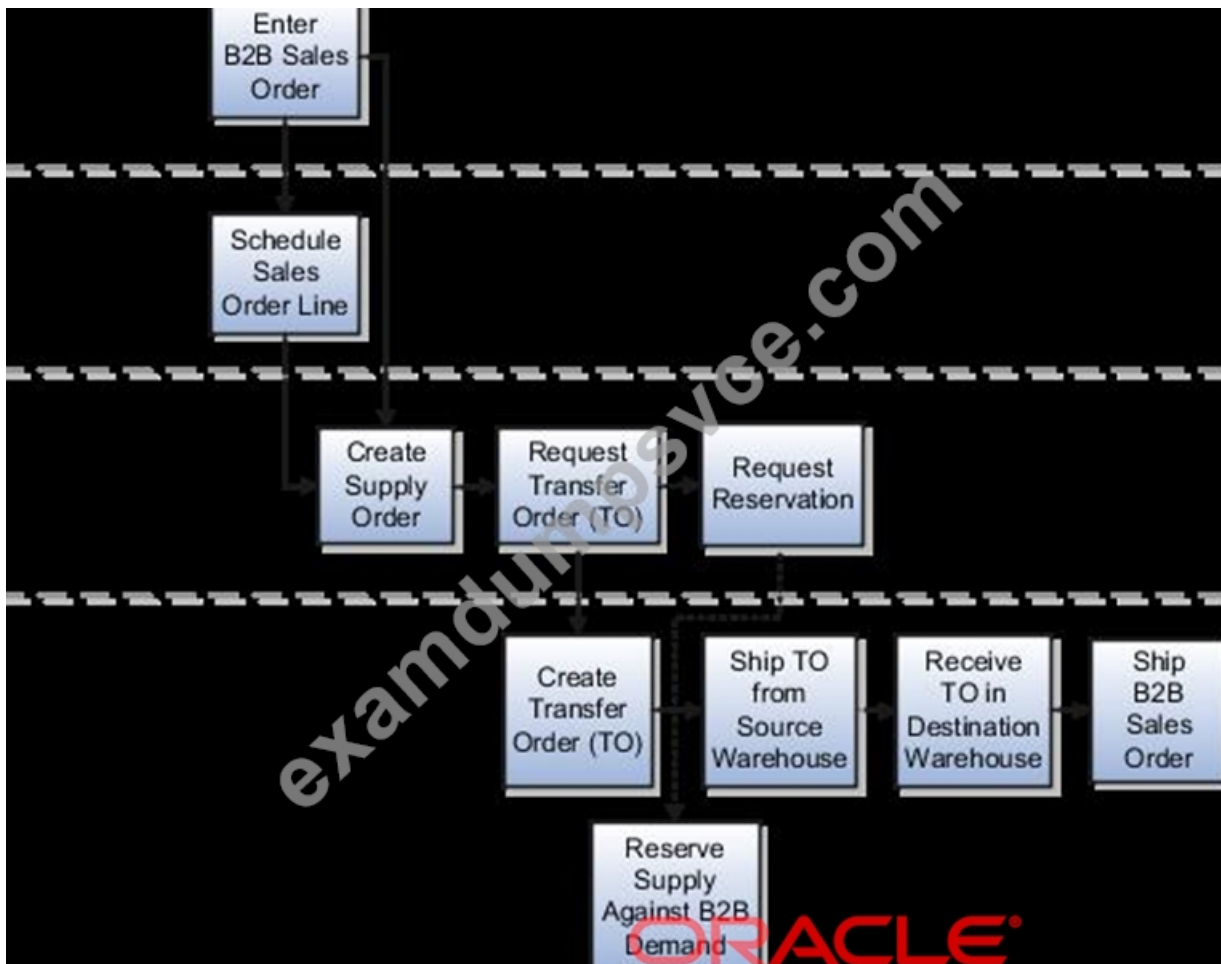 Enter
B2B Sales
Order
Schedule
Sales
Order Line
Create
Supply
Order
Request
Transfer
Order (TO)
Request
Reservation
Create
Transfer
Order (TO)
Ship TO
from
Source
Warehouse
Receive
TO in
Destination
Warehouse
Ship
B2B
Sales
Order
Reserve
Supply
Against B2B
Demand
examdumpsvce.com
ORACLE®